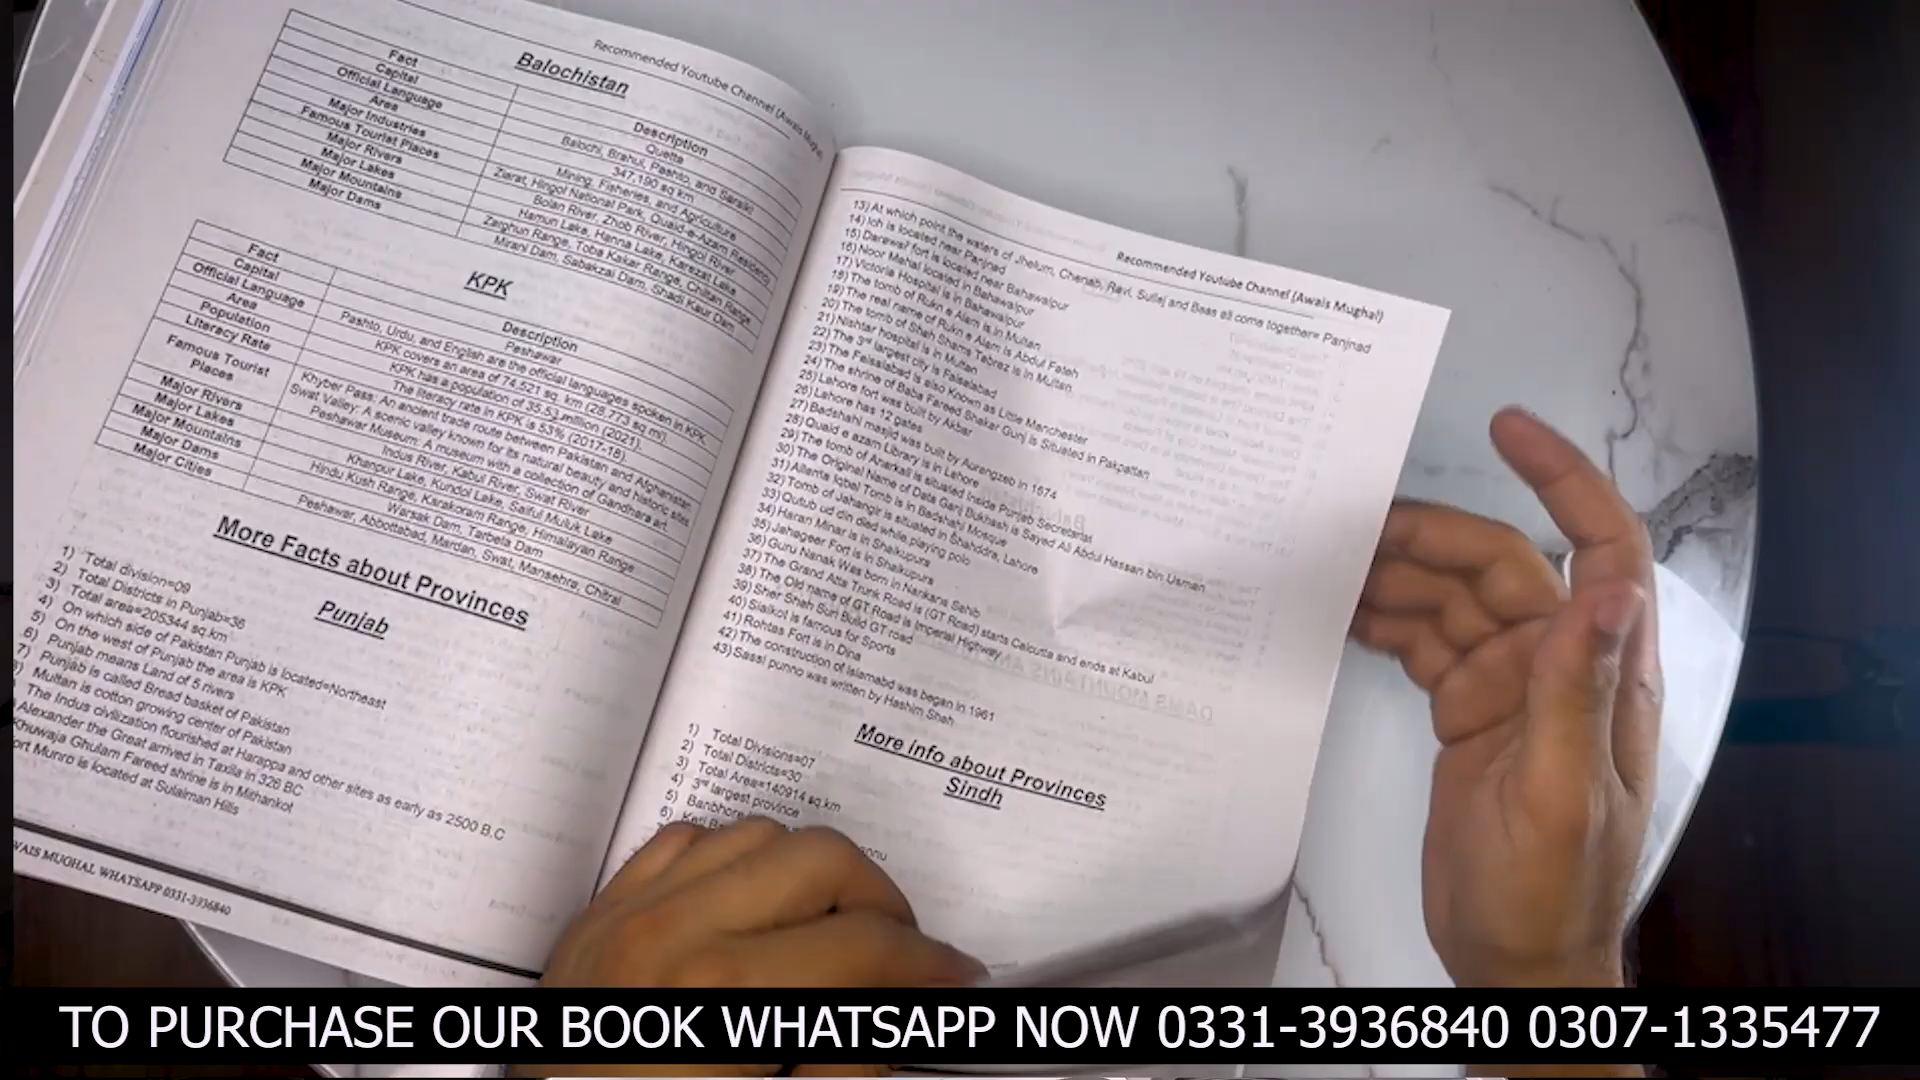 Recommended Youtube Channel (Awais Mughal
Balochistan
Fact Description
Capital Quetta
Official Language Balochi, Brahui, Pashto, and Saraiki
Area 347,190 sq km
Major Industries Mining, Fisheries, and Agriculture
Famous Tourist Places Ziarat, Hingol National Park, Quaid-e-Azam Residency
Major Rivers Bolan River, Zhob River, Hingol River
Major Lakes Hamun Lake, Hanna Lake, Karezat Lake
Major Mountains Zarghun Range, Toba Kakar Range, Chiltan Range
Major Dams Mirani Dam, Sabakzai Dam, Shadi Kaur Dam
KPK
Fact Description
Capital Peshawar
Official Language Pashto, Urdu, and English are the official languages spoken in KPK.
Area KPK covers an area of 74,521 sq. km (28,773 sq mi).
Population KPK has a population of 35.53 million (2021).
Literacy Rate The literacy rate in KPK is 53% (2017-18).
Famous Tourist Places Khyber Pass: An ancient trade route between Pakistan and Afghanistan.
Swat Valley: A scenic valley known for its natural beauty and historic sites
Peshawar Museum: A museum with a collection of Gandhara art.
Major Rivers Indus River, Kabul River, Swat River
Major Lakes Khanpur Lake, Kundol Lake, Saiful Muluk Lake
Major Mountains Hindu Kush Range, Karakoram Range, Himalayan Range
Major Dams Warsak Dam, Tarbela Dam
Major Cities Peshawar, Abbottabad, Mardan, Swat, Mansehra, Chitral
More Facts about Provinces
Punjab
1) Total division=09
2) Total Districts in Punjab=36
3) Total area=205344 sq.km
4) On which side of Pakistan Punjab is located=Northeast
5) On the west of Punjab the area is KPK
6) Punjab means Land of 5 rivers
7) Punjab is called Bread basket of Pakistan
Multan is cotton growing center of Pakistan
The Indus civilization flourished at Harappa and other sites as early as 2500 B.C
Alexander the Great arrived in Taxila in 326 BC
Khuwaja Ghulam Fareed shrine is in Mithankot
ort Munro is located at Sulaiman Hills
WAIS MUGHAL WHATSAPP 0331-3936840
Recommended Youtube Channel (Awais Mughal)
13) At which point the waters of Jhelum, Chenab, Ravi, Sutlej and Beas all come together= Panjnad
14) Uch is located near Panjnad
15) Darawar fort is located near Bahawalpur
16) Noor Mehal located in Bahawalpur
17) Victoria Hospital is in Bahawalpur
18) The tomb of Rukn e Alam is in Multan
19) The real name of Rukn e Alam is Abdul Fateh
20) The tomb of Shah Shams Tabrez is in Multan
21) Nishtar hospital is in Multan
22) The 3rd largest city is Faisalabad
23) The Faisalabad is also Known as Little Manchester
24) The shrine of Baba Fareed Shakar Gunj is Situated in Pakpattan
25) Lahore fort was built by Akbar
26) Lahore has 12 gates
27) Badshahi masjid was built by Aurengzeb in 1674
28) Quaid e azam Library is in Lahore
29) The tomb of Anarkali is situated Inside Punjab Secretariat
30) The Original Name of Data Ganj Bukhash is Sayed Ali Abdul Hassan bin Usman
31) Allama Iqbal Tomb in Badshahi Mosque
32) Tomb of Jahangir is situated in Shahddra, Lahore
33) Qutub ud din died while playing polo
34) Haran Minar is in Shaikupura
35) Jahageer Fort is in Shaikupura
36) Guru Nanak Was born in Nankana Sahib
37) The Grand Atta Trunk Road is (GT Road) starts Calcutta and ends at Kabul
38) The Old name of GT Road is Imperial Highway
39) Sher Shah Suri Build GT road
40) Sialkot is famous for Sports
41) Rohtas Fort is in Dina
42) The construction of Islamabd was began in 1961
43) Sassi punno was written by Hashim Shah
More info about Provinces
Sindh
1) Total Divisions=07
2) Total Districts=30
3) Total Area=140914 sq.km
4) 3rd largest province
5) Banbhore
6)
TO PURCHASE OUR BOOK WHATSAPP NOW 0331-3936840 0307-1335477